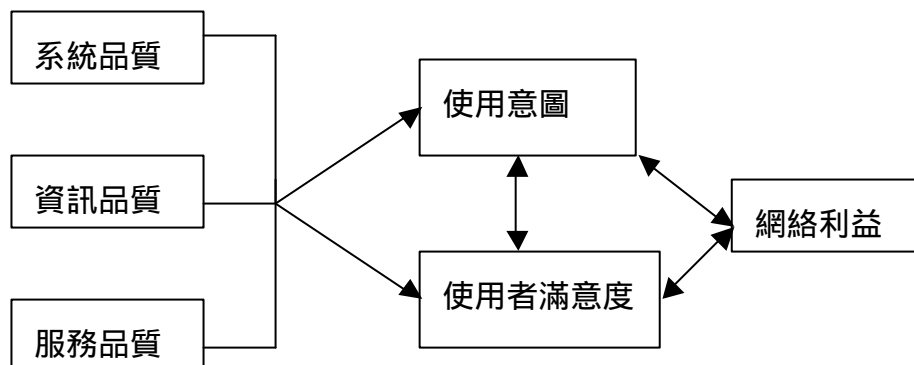 系統品質
資訊品質
服務品質
使用意圖
使用者滿意度
網絡利益